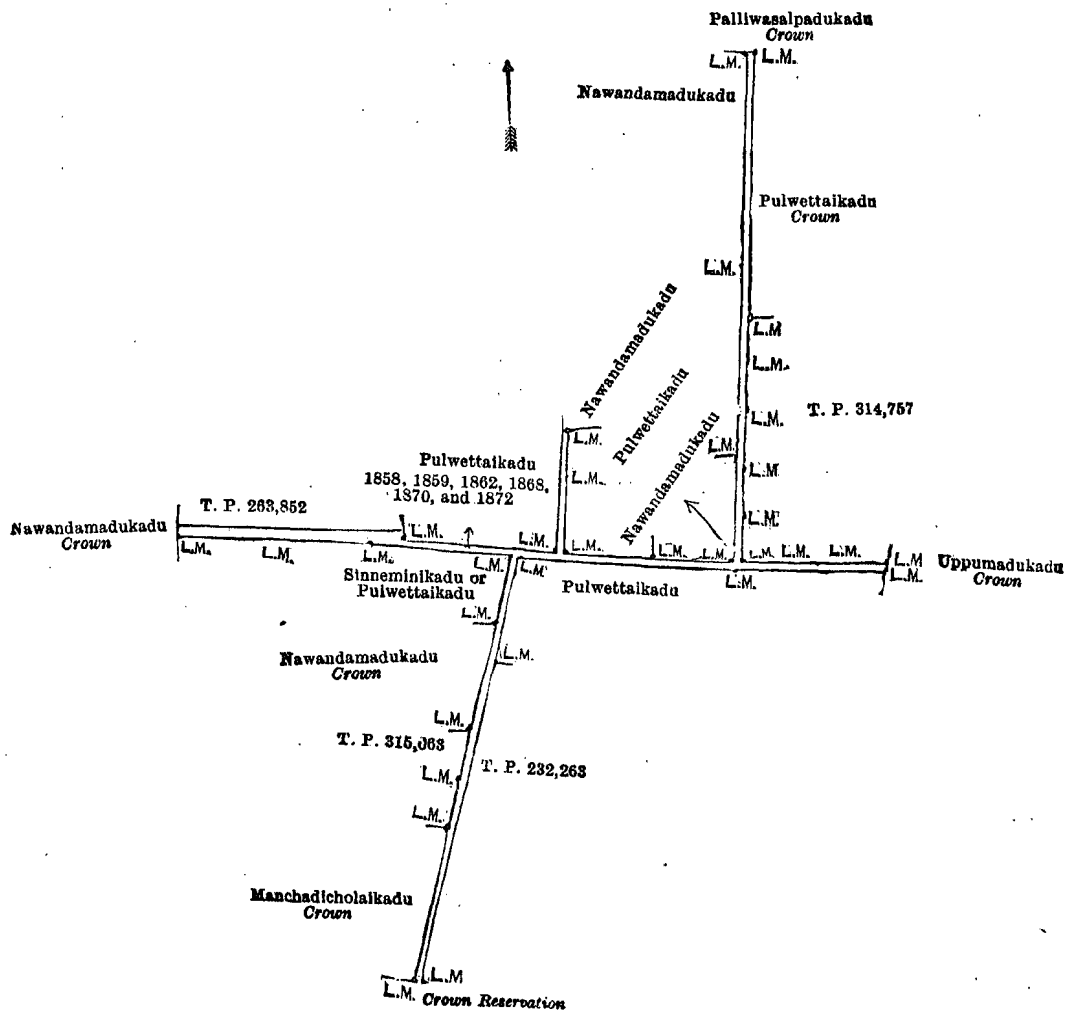 Palliwasalpadukadu
Crown
L.M. L.M.
Nawandamadukadu
Pulwettaikadu
Crown
L.M.
Nawandamadukadu
L.M
L.M.
Pulwettaikadu
L.M. T. P. 314,757
Nawandamadukadu
L.M.
L.M.
Pulwettaikadu
1858, 1859, 1862, 1868,
1870, and 1872
L.M.
L.M
T. P. 263,852
L.M.
Nawandamadukadu
Crown
L.M.
L.M. L.M. L.M. L.M. L.M. L.M. L.M. L.M. L.M. L.M. L.M.
L.M
L.M.
Uppumadukadu
Crown
L.M. L.M.
L.M.
Sinneminikadu or
Pulwettaikadu
Pulwettaikadu
L.M.
Nawandamadukadu
Crown
L.M.
L.M.
T. P. 315,063
T. P. 232,263
L.M.
L.M.
Manchadicholaikadu
Crown
L.M
L.M. Crown Reservation